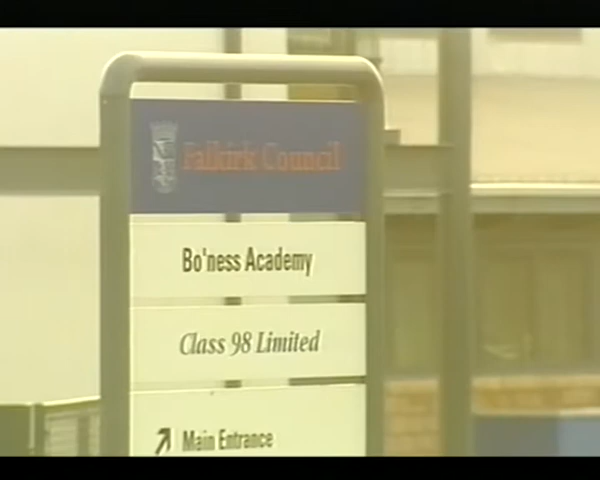 Falkirk Council
Bo'ness Academy
Class 98 Limited
Main Entrance